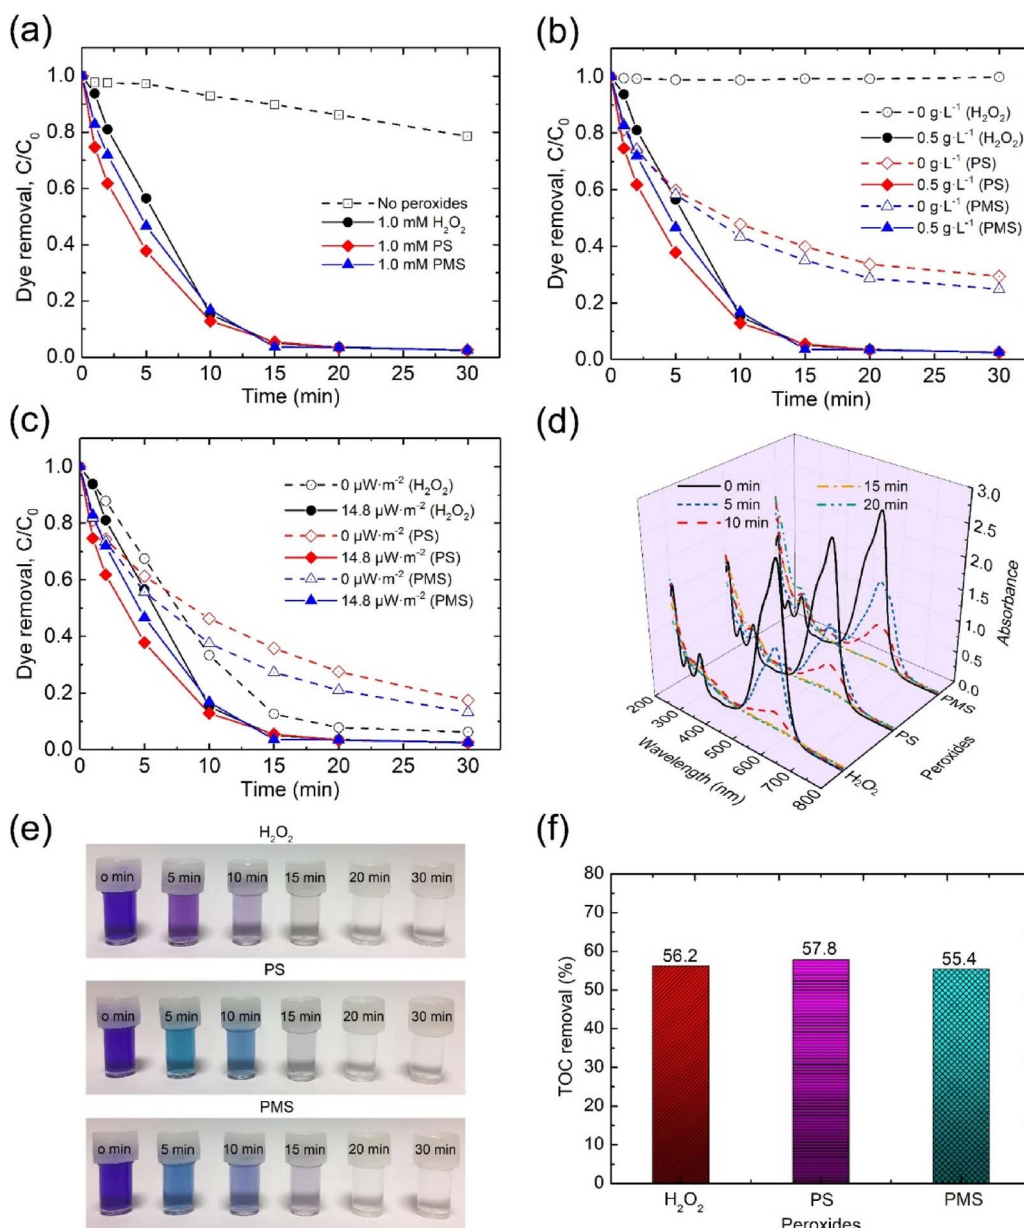 (a)
Dye removal, C/C₀
1.0
0.8
0.6
0.4
0.2
0.0
No peroxides
1.0 mM H₂O₂
1.0 mM PS
1.0 mM PMS
0 5 10 15 20 25 30
Time (min)
(b)
Dye removal, C/C₀
1.0
0.8
0.6
0.4
0.2
0.0
0 g·L⁻¹ (H₂O₂)
0.5 g·L⁻¹ (H₂O₂)
0 g·L⁻¹ (PS)
0.5 g·L⁻¹ (PS)
0 g·L⁻¹ (PMS)
0.5 g·L⁻¹ (PMS)
0 5 10 15 20 25 30
Time (min)
(c)
Dye removal, C/C₀
1.0
0.8
0.6
0.4
0.2
0.0
0 μW·m⁻² (H₂O₂)
14.8 μW·m⁻² (H₂O₂)
0 μW·m⁻² (PS)
14.8 μW·m⁻² (PS)
0 μW·m⁻² (PMS)
14.8 μW·m⁻² (PMS)
0 5 10 15 20 25 30
Time (min)
(d)
0 min
5 min
10 min
15 min
20 min
3.0
2.5
2.0
1.5
1.0
0.5
0.0
Absorbance
200 300 400 500 600 700 800
Wavelength (nm)
H₂O₂
PS
PMS
Peroxides
(e)
H₂O₂
o min 5 min 10 min 15 min 20 min 30 min
PS
o min 5 min 10 min 15 min 20 min 30 min
PMS
o min 5 min 10 min 15 min 20 min 30 min
(f)
TOC removal (%)
80
70
60
50
40
30
20
10
0
56.2 57.8 55.4
H₂O₂ PS PMS
Peroxides